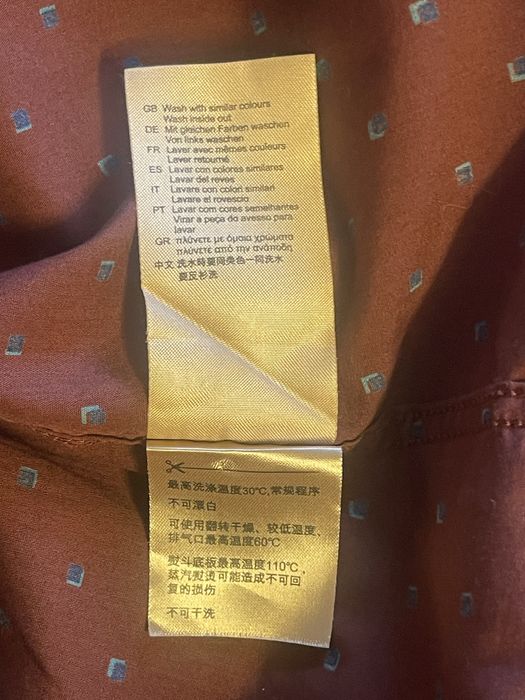 GB Wash with similar colours
Wash inside out
DE Mit gleichen Farben waschen
Von links waschen
FR Laver avec mêmes couleurs
Laver retourné
ES Lavar con colores similares
Lavar del reves
IT Lavare con colori similari
Lavare el rovescio
PT Lavar com cores semelhantes
Virar a peça do avesso para
lavar
GR πλύνετε με όμοια χρώματα
πλύνετε από την ανάποδη
中文 洗水時要同类色一同洗水
要反衫洗
最高洗涤温度30°C,常规程序
不可漂白
可使用翻转干燥、较低温度、
排气口最高温度60°C
熨斗底板最高温度110°C,
蒸汽熨烫可能造成不可回
复的损伤
不可干洗